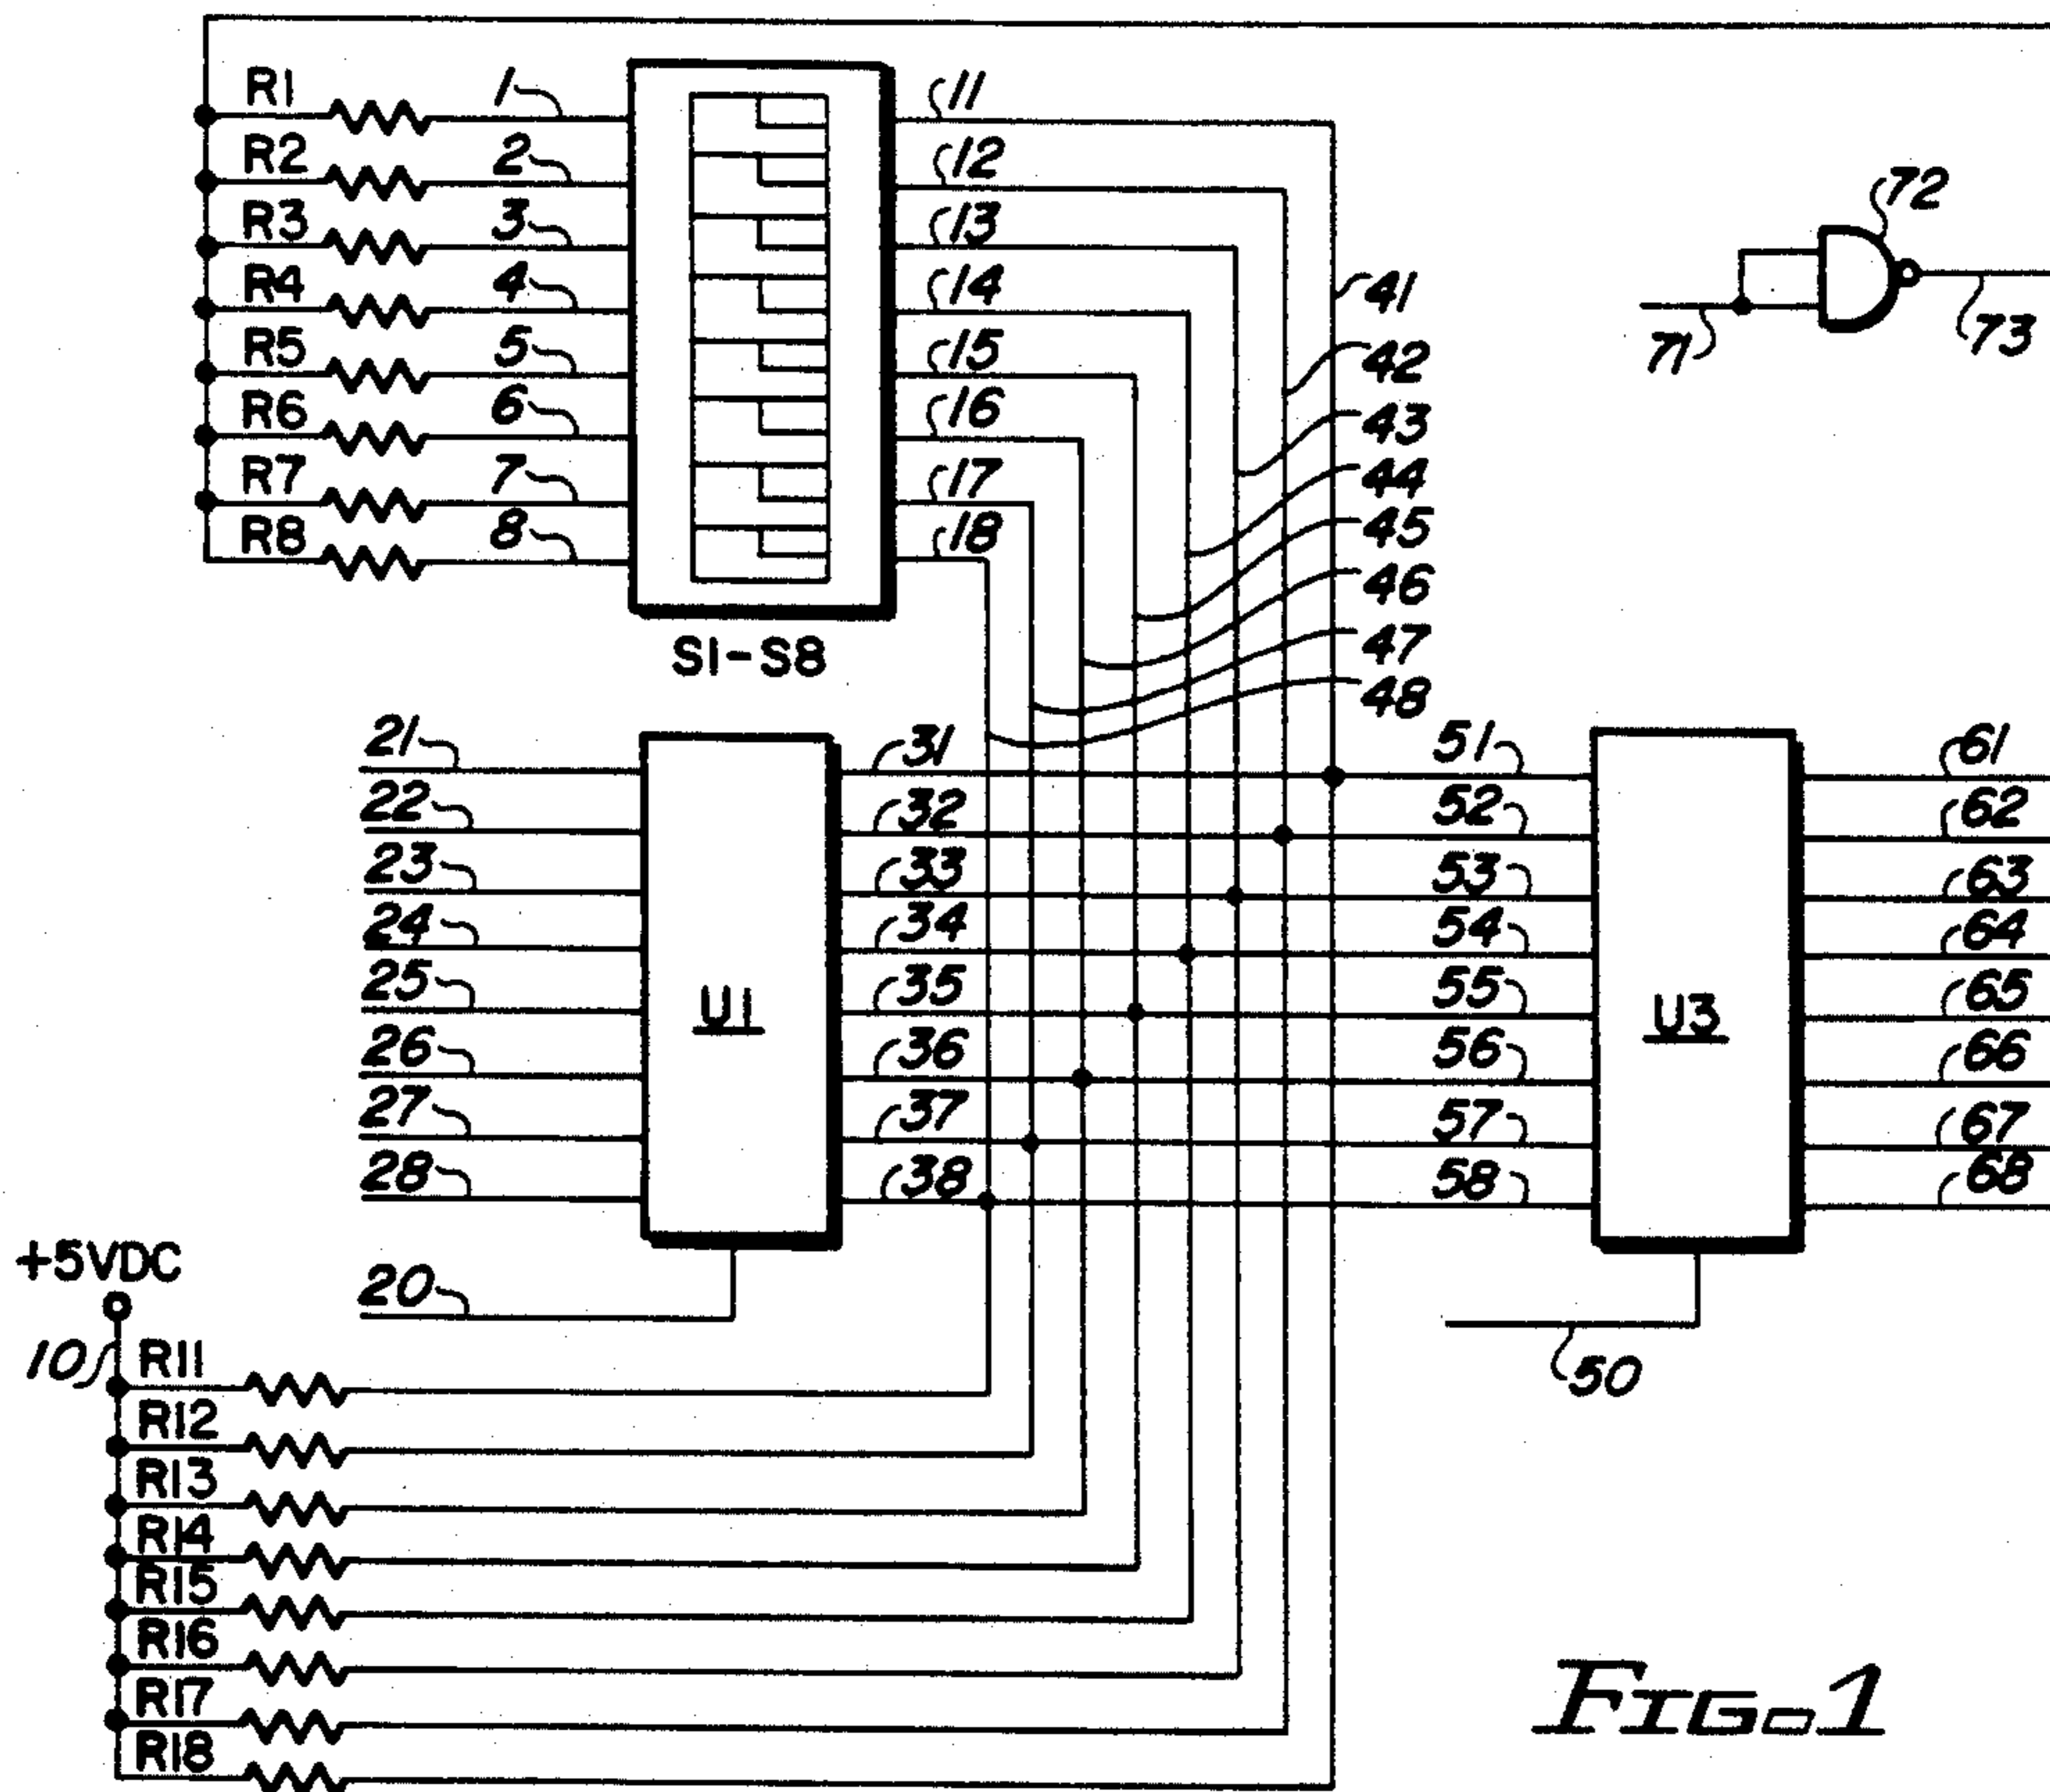 R1 1 11
R2 2 12
72
R3 3 13
R4 4 14
41
71 73
R5 5 15
42
R6 6 16
43
R7 7 17
44
R8 8 18
45
46
S1-S8
47
48
21 31 51 61
22 32 52 62
23 33 53 63
24 34 54 64
25 35 55 65
U1 U3
26 36 56 66
27 37 57 67
28 38 58 68
+5VDC
20
10 R11
50
R12
R13
R14
R15
R16
R17
R18
FIG. 1